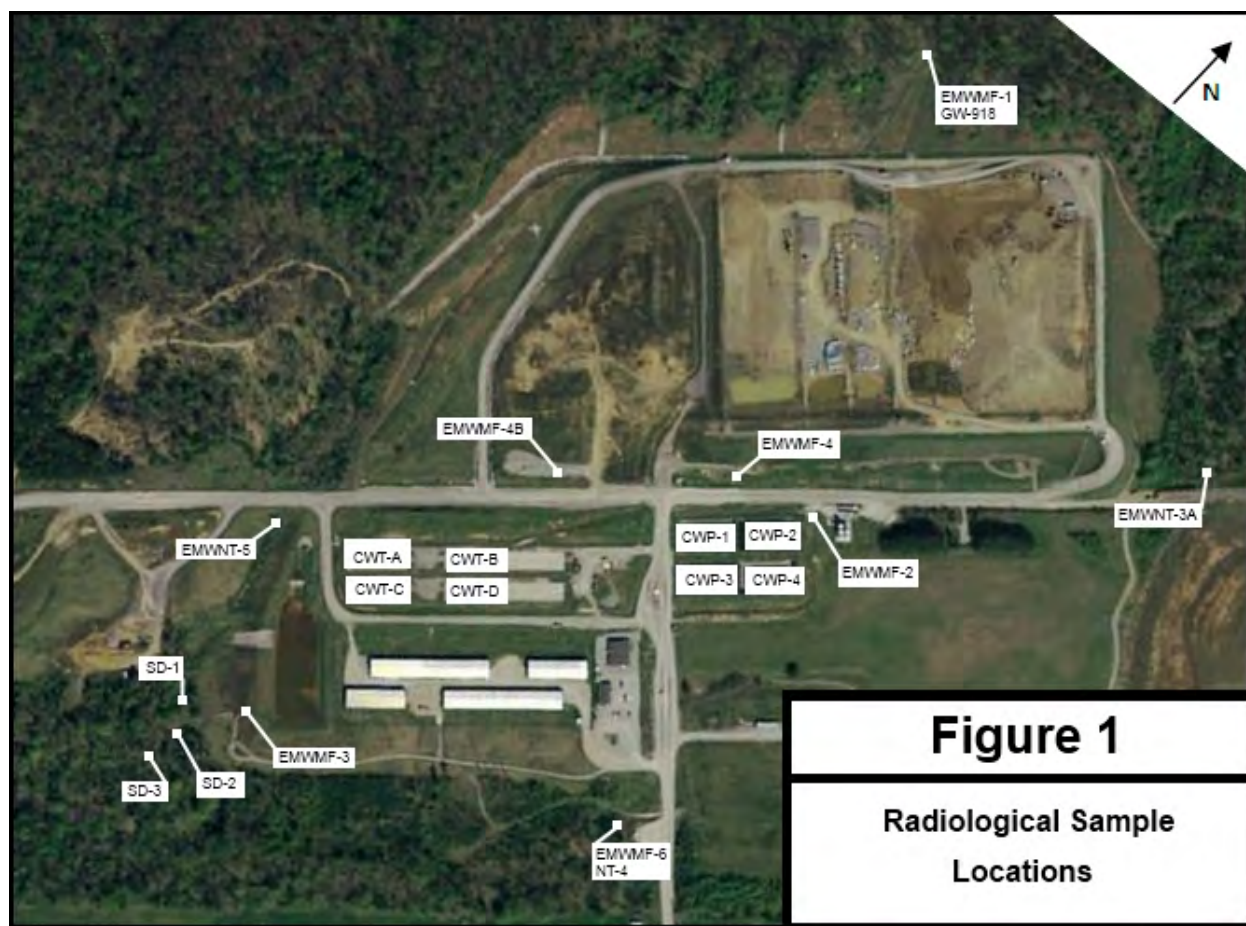 EMWMF-1
GW-918
N
EMWMF-4B
EMWMF-4
EMWNT-3A
EMWNT-5
CWT-A
CWT-B
CWP-1
CWP-2
EMWMF-2
CWT-C
CWT-D
CWP-3
CWP-4
SD-1
EMWMF-3
SD-2
SD-3
EMWMF-6
NT-4
Figure 1
Radiological Sample
Locations